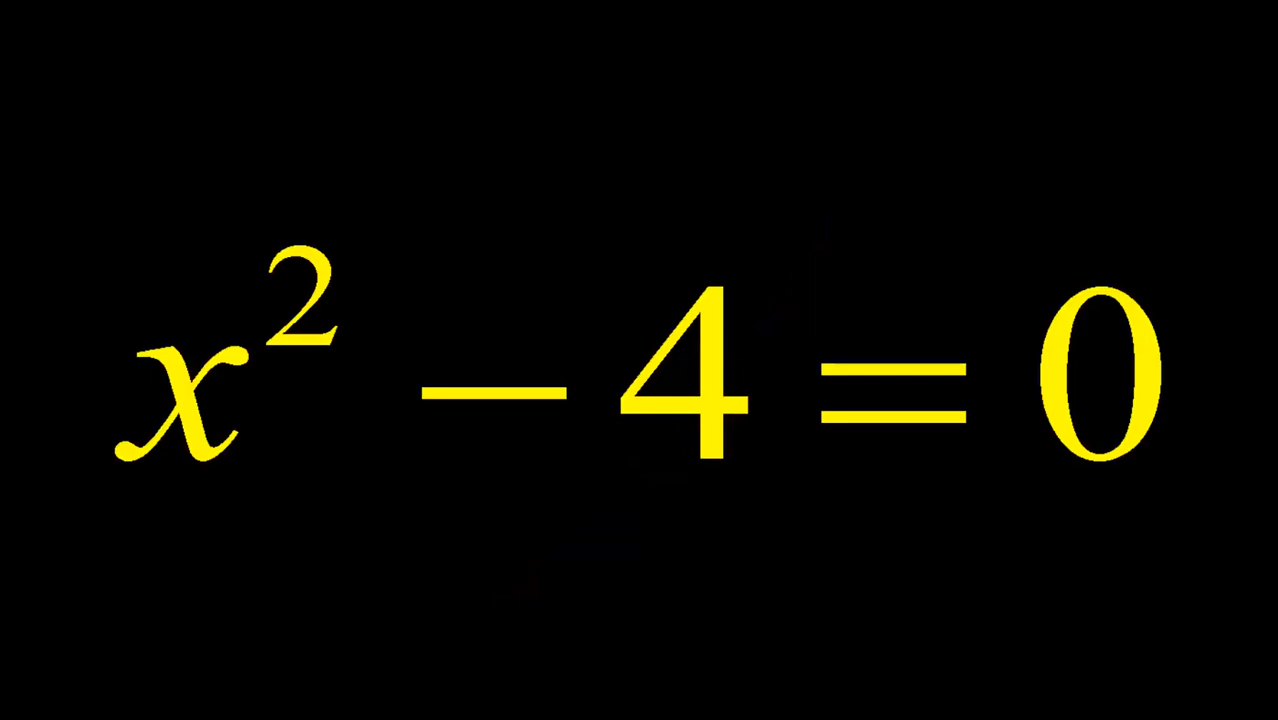 x² − 4 = 0